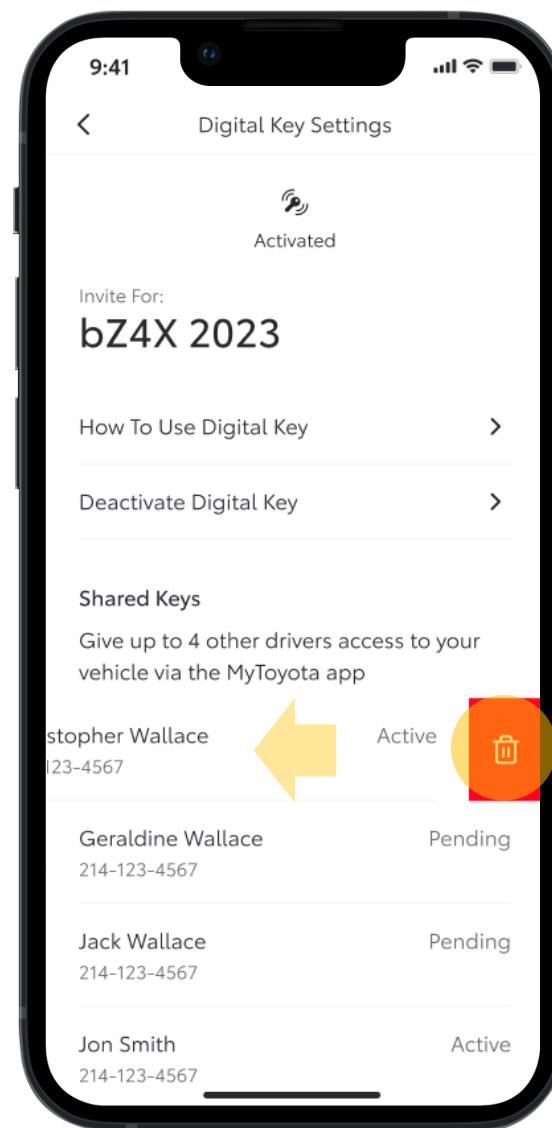 9:41
Digital Key Settings
Activated
Invite For:
bZ4X 2023
How To Use Digital Key
Deactivate Digital Key
Shared Keys
Give up to 4 other drivers access to your
vehicle via the MyToyota app
stopher Wallace Active
123-4567
Geraldine Wallace Pending
214-123-4567
Jack Wallace Pending
214-123-4567
Jon Smith Active
214-123-4567